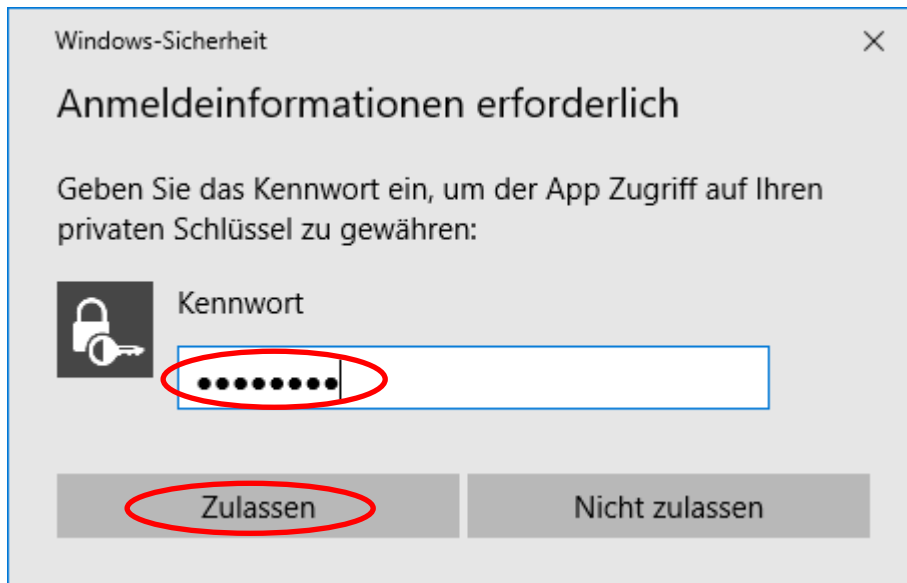 Windows-Sicherheit
Anmeldeinformationen erforderlich
Geben Sie das Kennwort ein, um der App Zugriff auf Ihren
privaten Schlüssel zu gewähren:
Kennwort
●●●●●●●●
Zulassen
Nicht zulassen